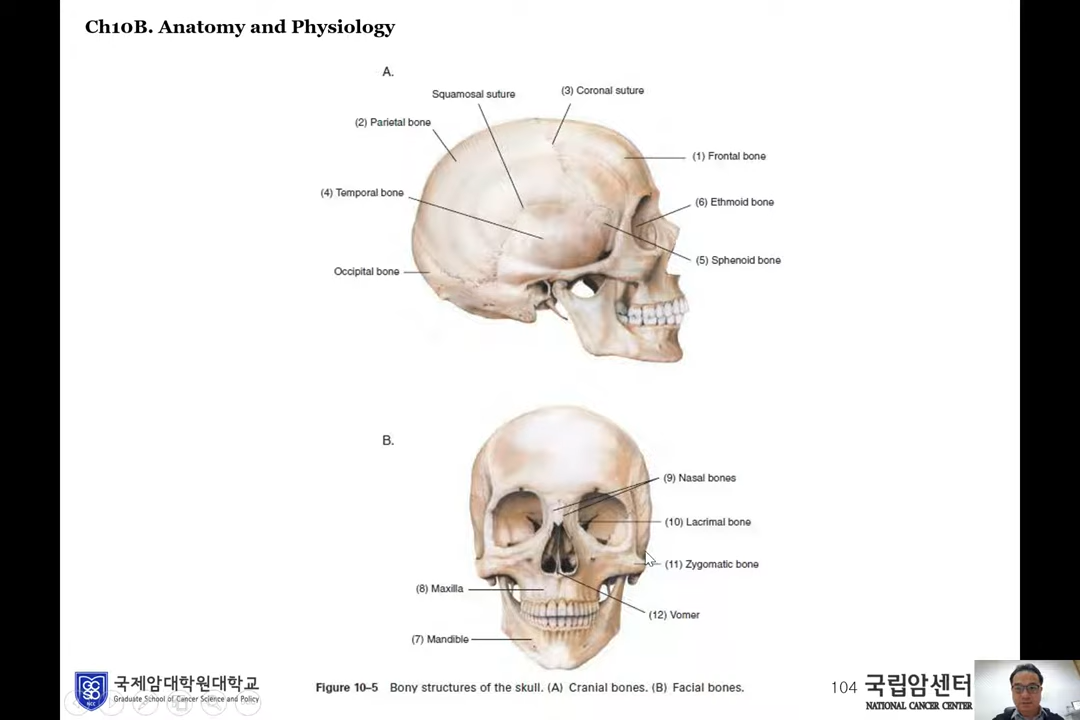 Ch10B. Anatomy and Physiology
A.
Squamosal suture
(3) Coronal suture
(2) Parietal bone
(1) Frontal bone
(4) Temporal bone
(6) Ethmoid bone
(5) Sphenoid bone
Occipital bone
B.
(9) Nasal bones
(10) Lacrimal bone
(11) Zygomatic bone
(8) Maxilla
(12) Vomer
(7) Mandible
Figure 10–5 Bony structures of the skull. (A) Cranial bones. (B) Facial bones.
국제암대학원대학교
Graduate School of Cancer Science and Policy
NCC
104
국립암센터
NATIONAL CANCER CENTER